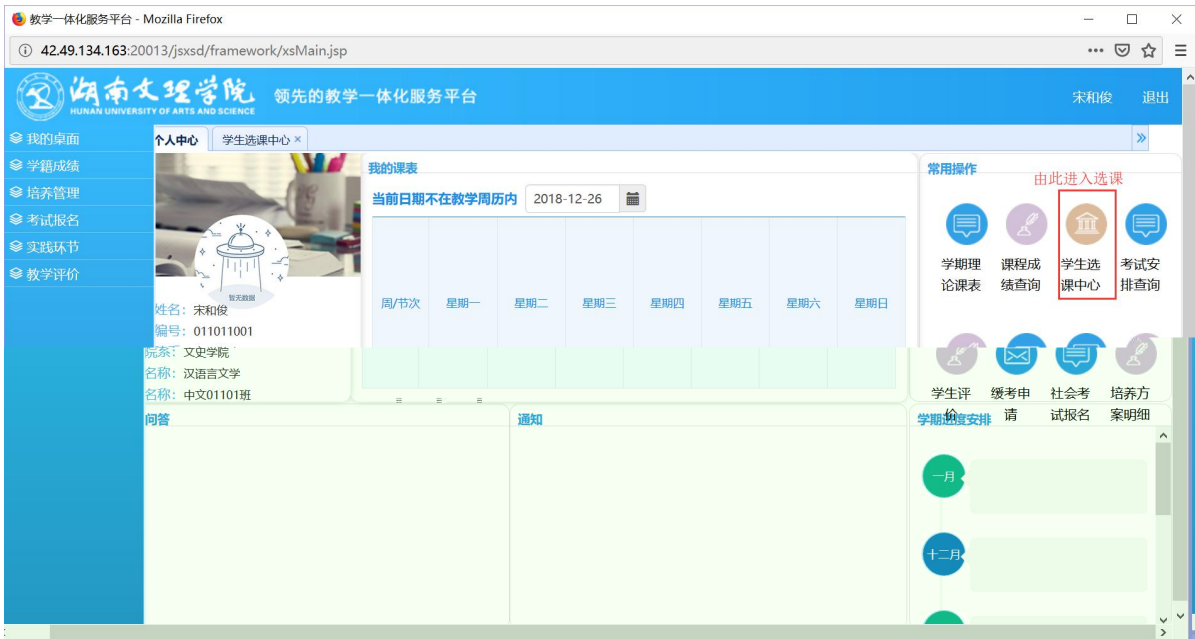 教学一体化服务平台 - Mozilla Firefox
42.49.134.163:20013/jsxsd/framework/xsMain.jsp
湖南文理学院
HUNAN UNIVERSITY OF ARTS AND SCIENCE
领先的教学一体化服务平台
宋和俊 退出
我的桌面
学籍成绩
培养管理
考试报名
实践环节
教学评价
个人中心 学生选课中心 ×
暂无数据
姓名: 宋和俊
编号: 011011001
院系: 文史学院
名称: 汉语言文学
名称: 中文01101班
我的课表
当前日期不在教学周历内 2018-12-26
周/节次 星期一 星期二 星期三 星期四 星期五 星期六 星期日
常用操作
由此进入选课
学期理论课表
课程成绩查询
学生选课中心
考试安排查询
学生评价
缓考申请
社会考试报名
培养方案明细
问答
通知
学期进度安排
一月
十二月